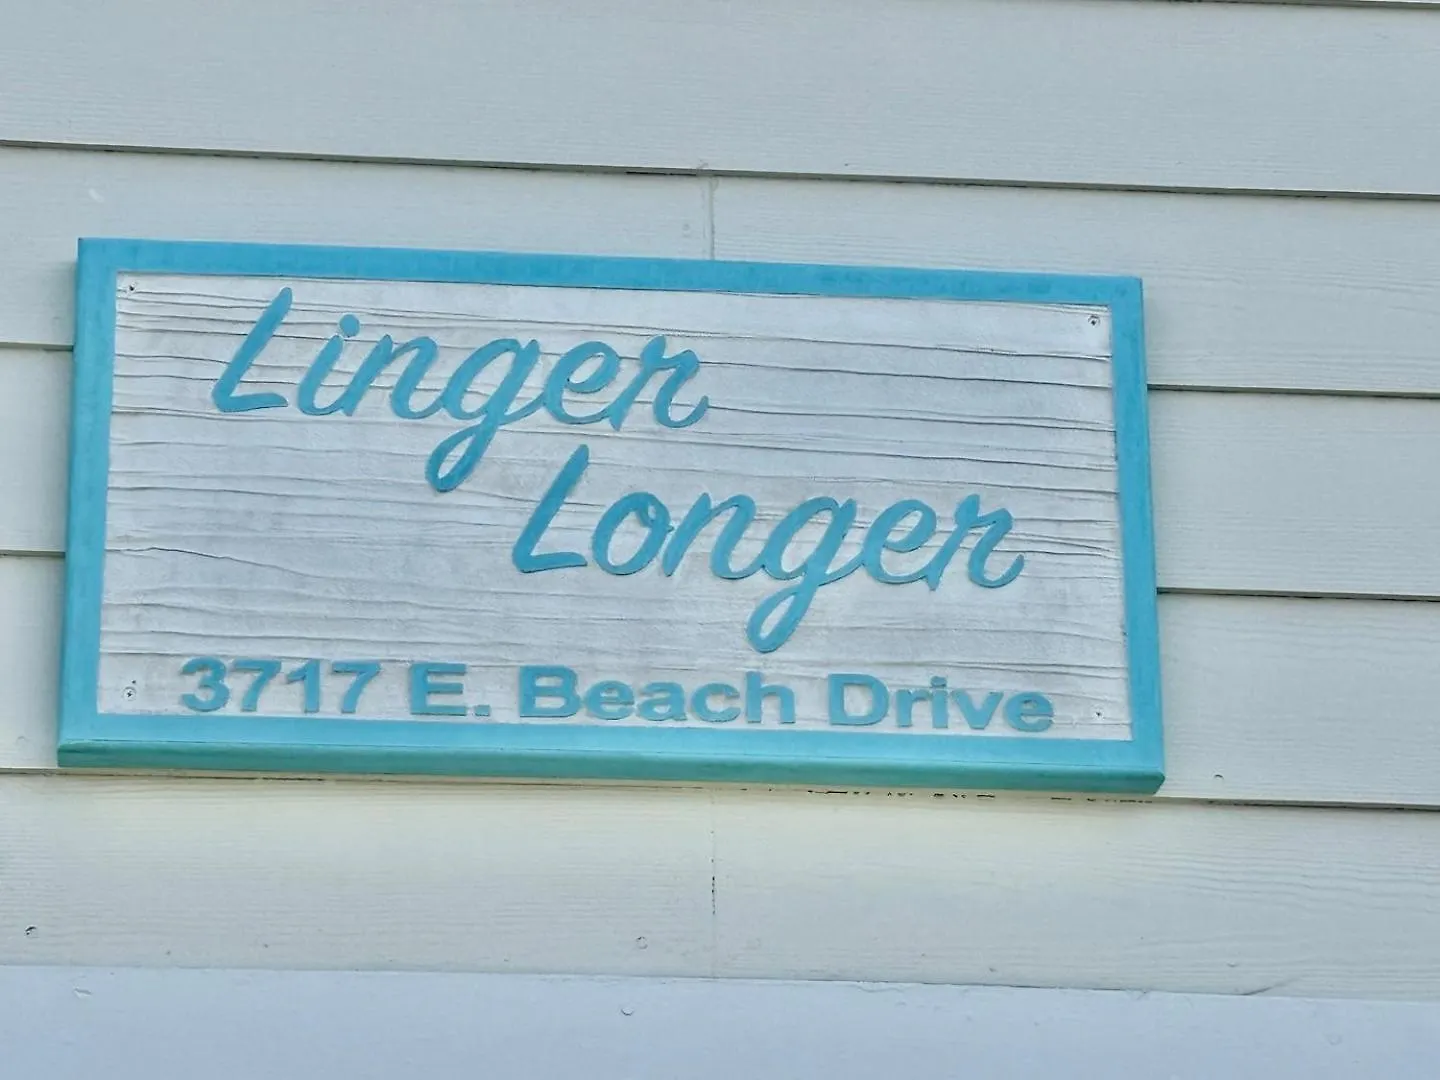 Linger
Longer
3717 E. Beach Drive